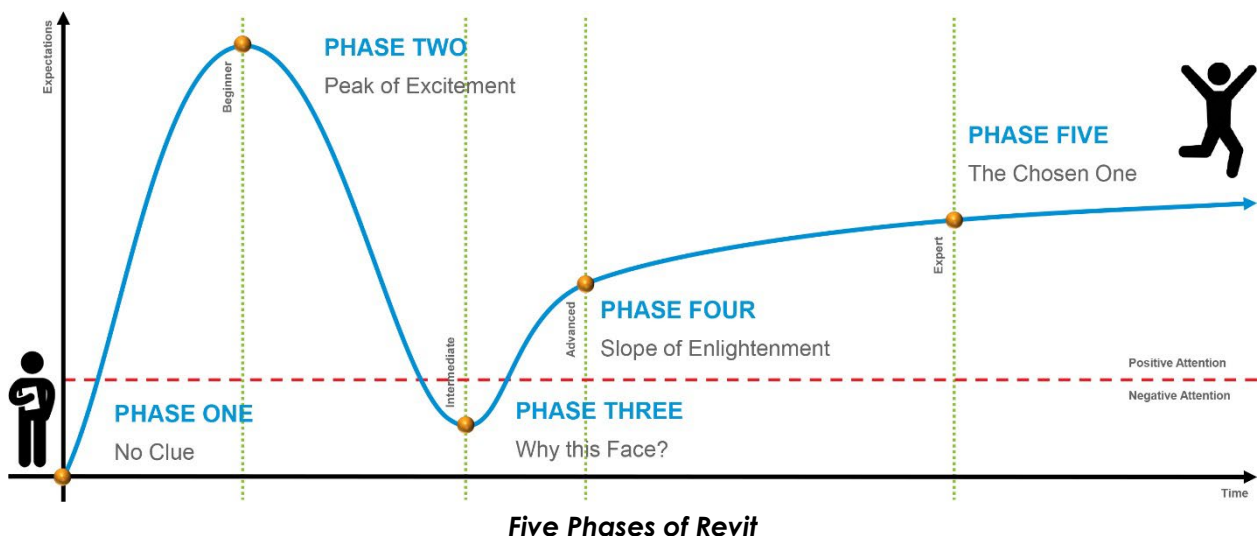 Expectations
Beginner
PHASE TWO
Peak of Excitement
PHASE FIVE
The Chosen One
Expert
Advanced
PHASE FOUR
Slope of Enlightenment
Intermediate
Positive Attention
Negative Attention
PHASE ONE
No Clue
PHASE THREE
Why this Face?
Time
Five Phases of Revit